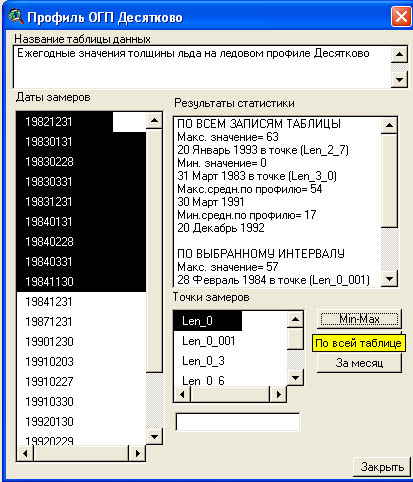 Профиль ОГП Десятково
Название таблицы данных
Ежегодные значения толщины льда на ледовом профиле Десятково
Даты замеров
19821231
19830131
19830228
19830331
19831231
19840131
19840228
19840331
19841130
19841231
19871231
19901230
19910203
19910227
19910330
19920130
19920229
Результаты статистики
ПО ВСЕМ ЗАПИСЯМ ТАБЛИЦЫ
Макс. значение= 63
20 Январь 1993 в точке (Len_2_7)
Мин. значение= 0
31 Март 1983 в точке (Len_3_0)
Макс.средн.по профилю= 54
30 Март 1991
Мин.средн.по профилю= 17
20 Декабрь 1992
ПО ВЫБРАННОМУ ИНТЕРВАЛУ
Макс. значение= 57
28 Февраль 1984 в точке (Len_0_001)
Точки замеров
Len_0
Len_0_001
Len_0_3
Len_0_6
Min-Max
По всей таблице
За месяц
Закрыть